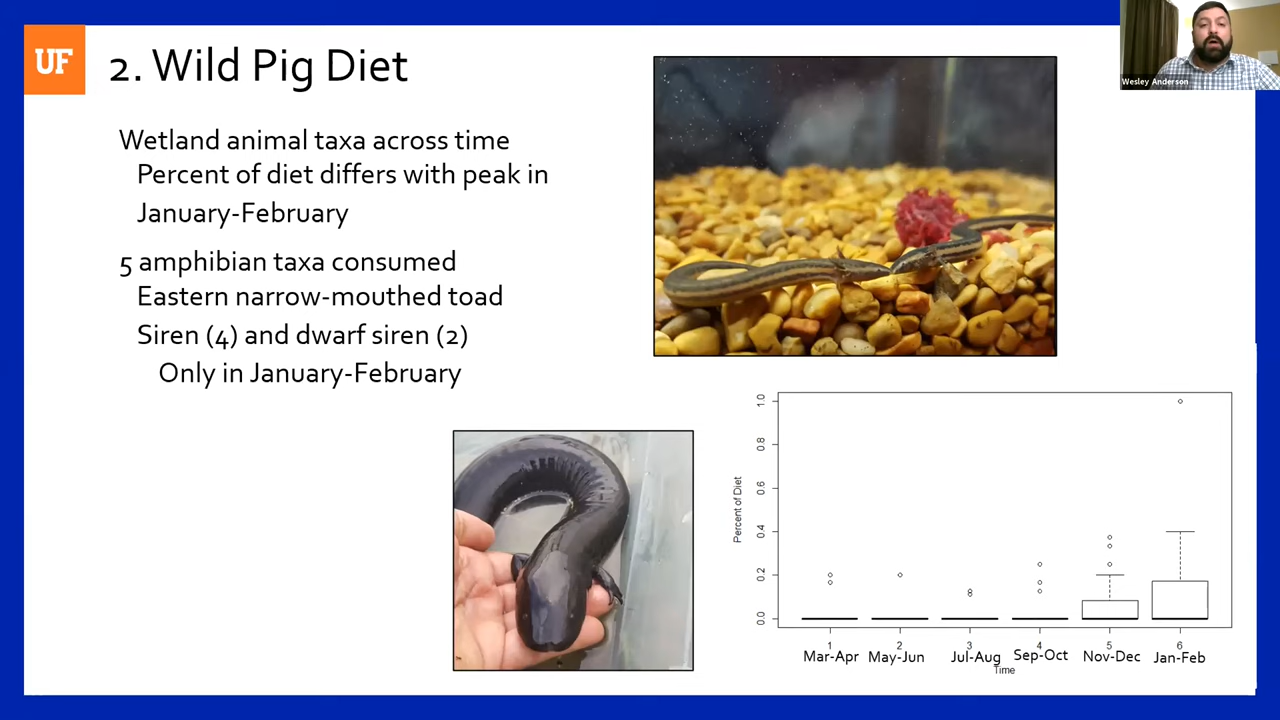 UF
2. Wild Pig Diet
Wesley Anderson
Wetland animal taxa across time
Percent of diet differs with peak in
January-February
5 amphibian taxa consumed
Eastern narrow-mouthed toad
Siren (4) and dwarf siren (2)
Only in January-February
Percent of Diet
1.0
0.8
0.6
0.4
0.2
0.0
1 2 3 4 5 6
Mar-Apr May-Jun Jul-Aug Sep-Oct Nov-Dec Jan-Feb
Time